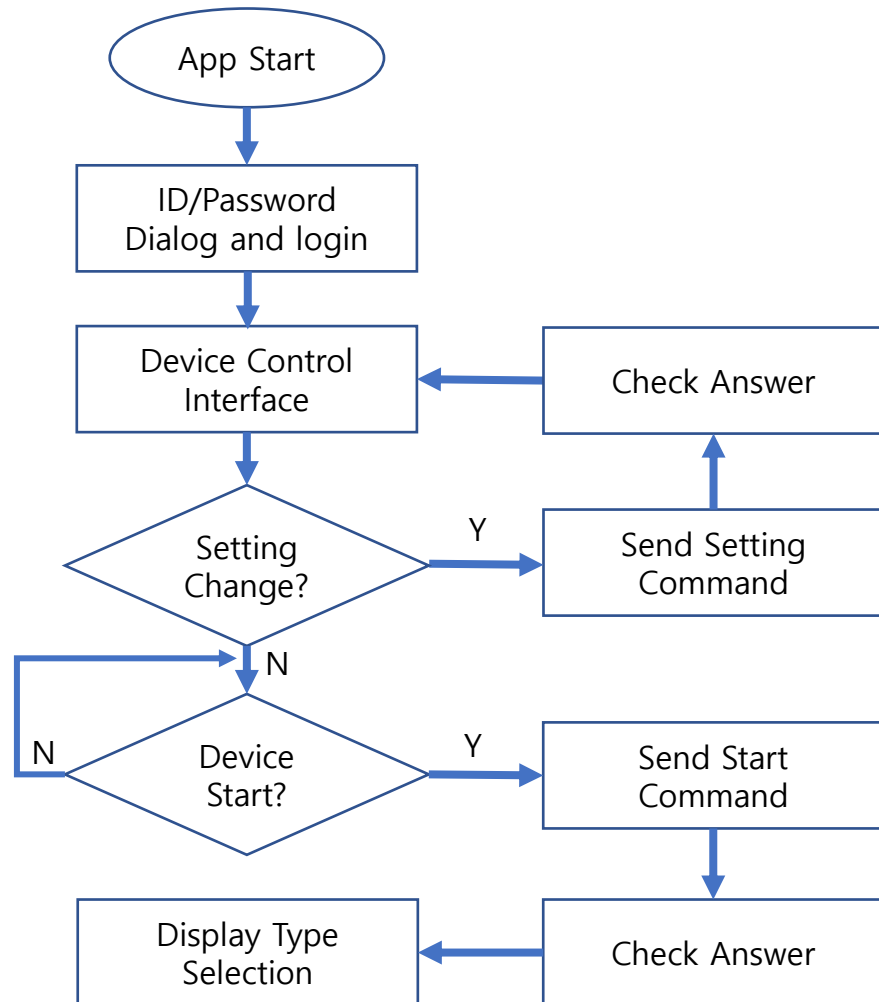 App Start
ID/Password
Dialog and login
Device Control
Interface
Check Answer
Setting
Change?
Y
Send Setting
Command
N
N
Device
Start?
Y
Send Start
Command
Display Type
Selection
Check Answer